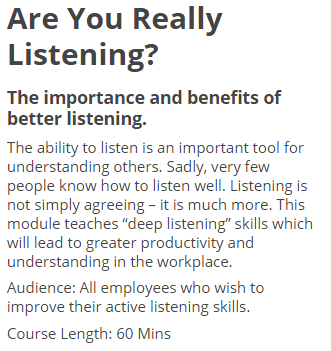 Are You Really
Listening?
The importance and benefits of
better listening.
The ability to listen is an important tool for
understanding others. Sadly, very few
people know how to listen well. Listening is
not simply agreeing – it is much more. This
module teaches “deep listening” skills which
will lead to greater productivity and
understanding in the workplace.
Audience: All employees who wish to
improve their active listening skills.
Course Length: 60 Mins